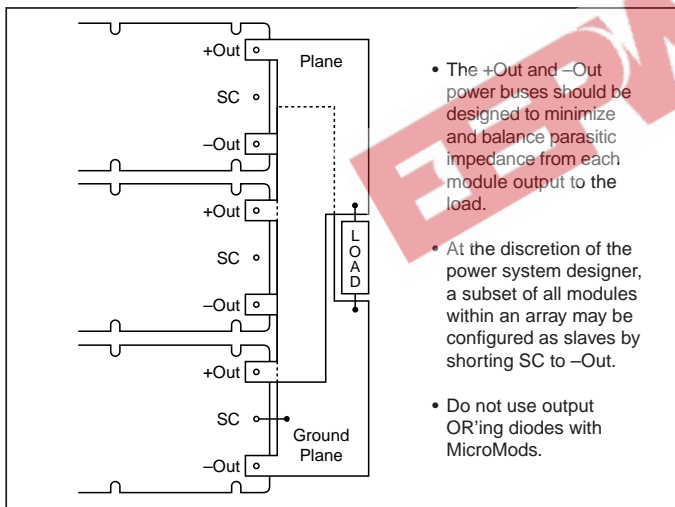 +Out
Plane
SC
–Out
+Out
SC
–Out
+Out
SC
Ground
Plane
–Out
LOAD
• The +Out and –Out
power buses should be
designed to minimize
and balance parasitic
impedance from each
module output to the
load.
• At the discretion of the
power system designer,
a subset of all modules
within an array may be
configured as slaves by
shorting SC to –Out.
• Do not use output
OR'ing diodes with
MicroMods.